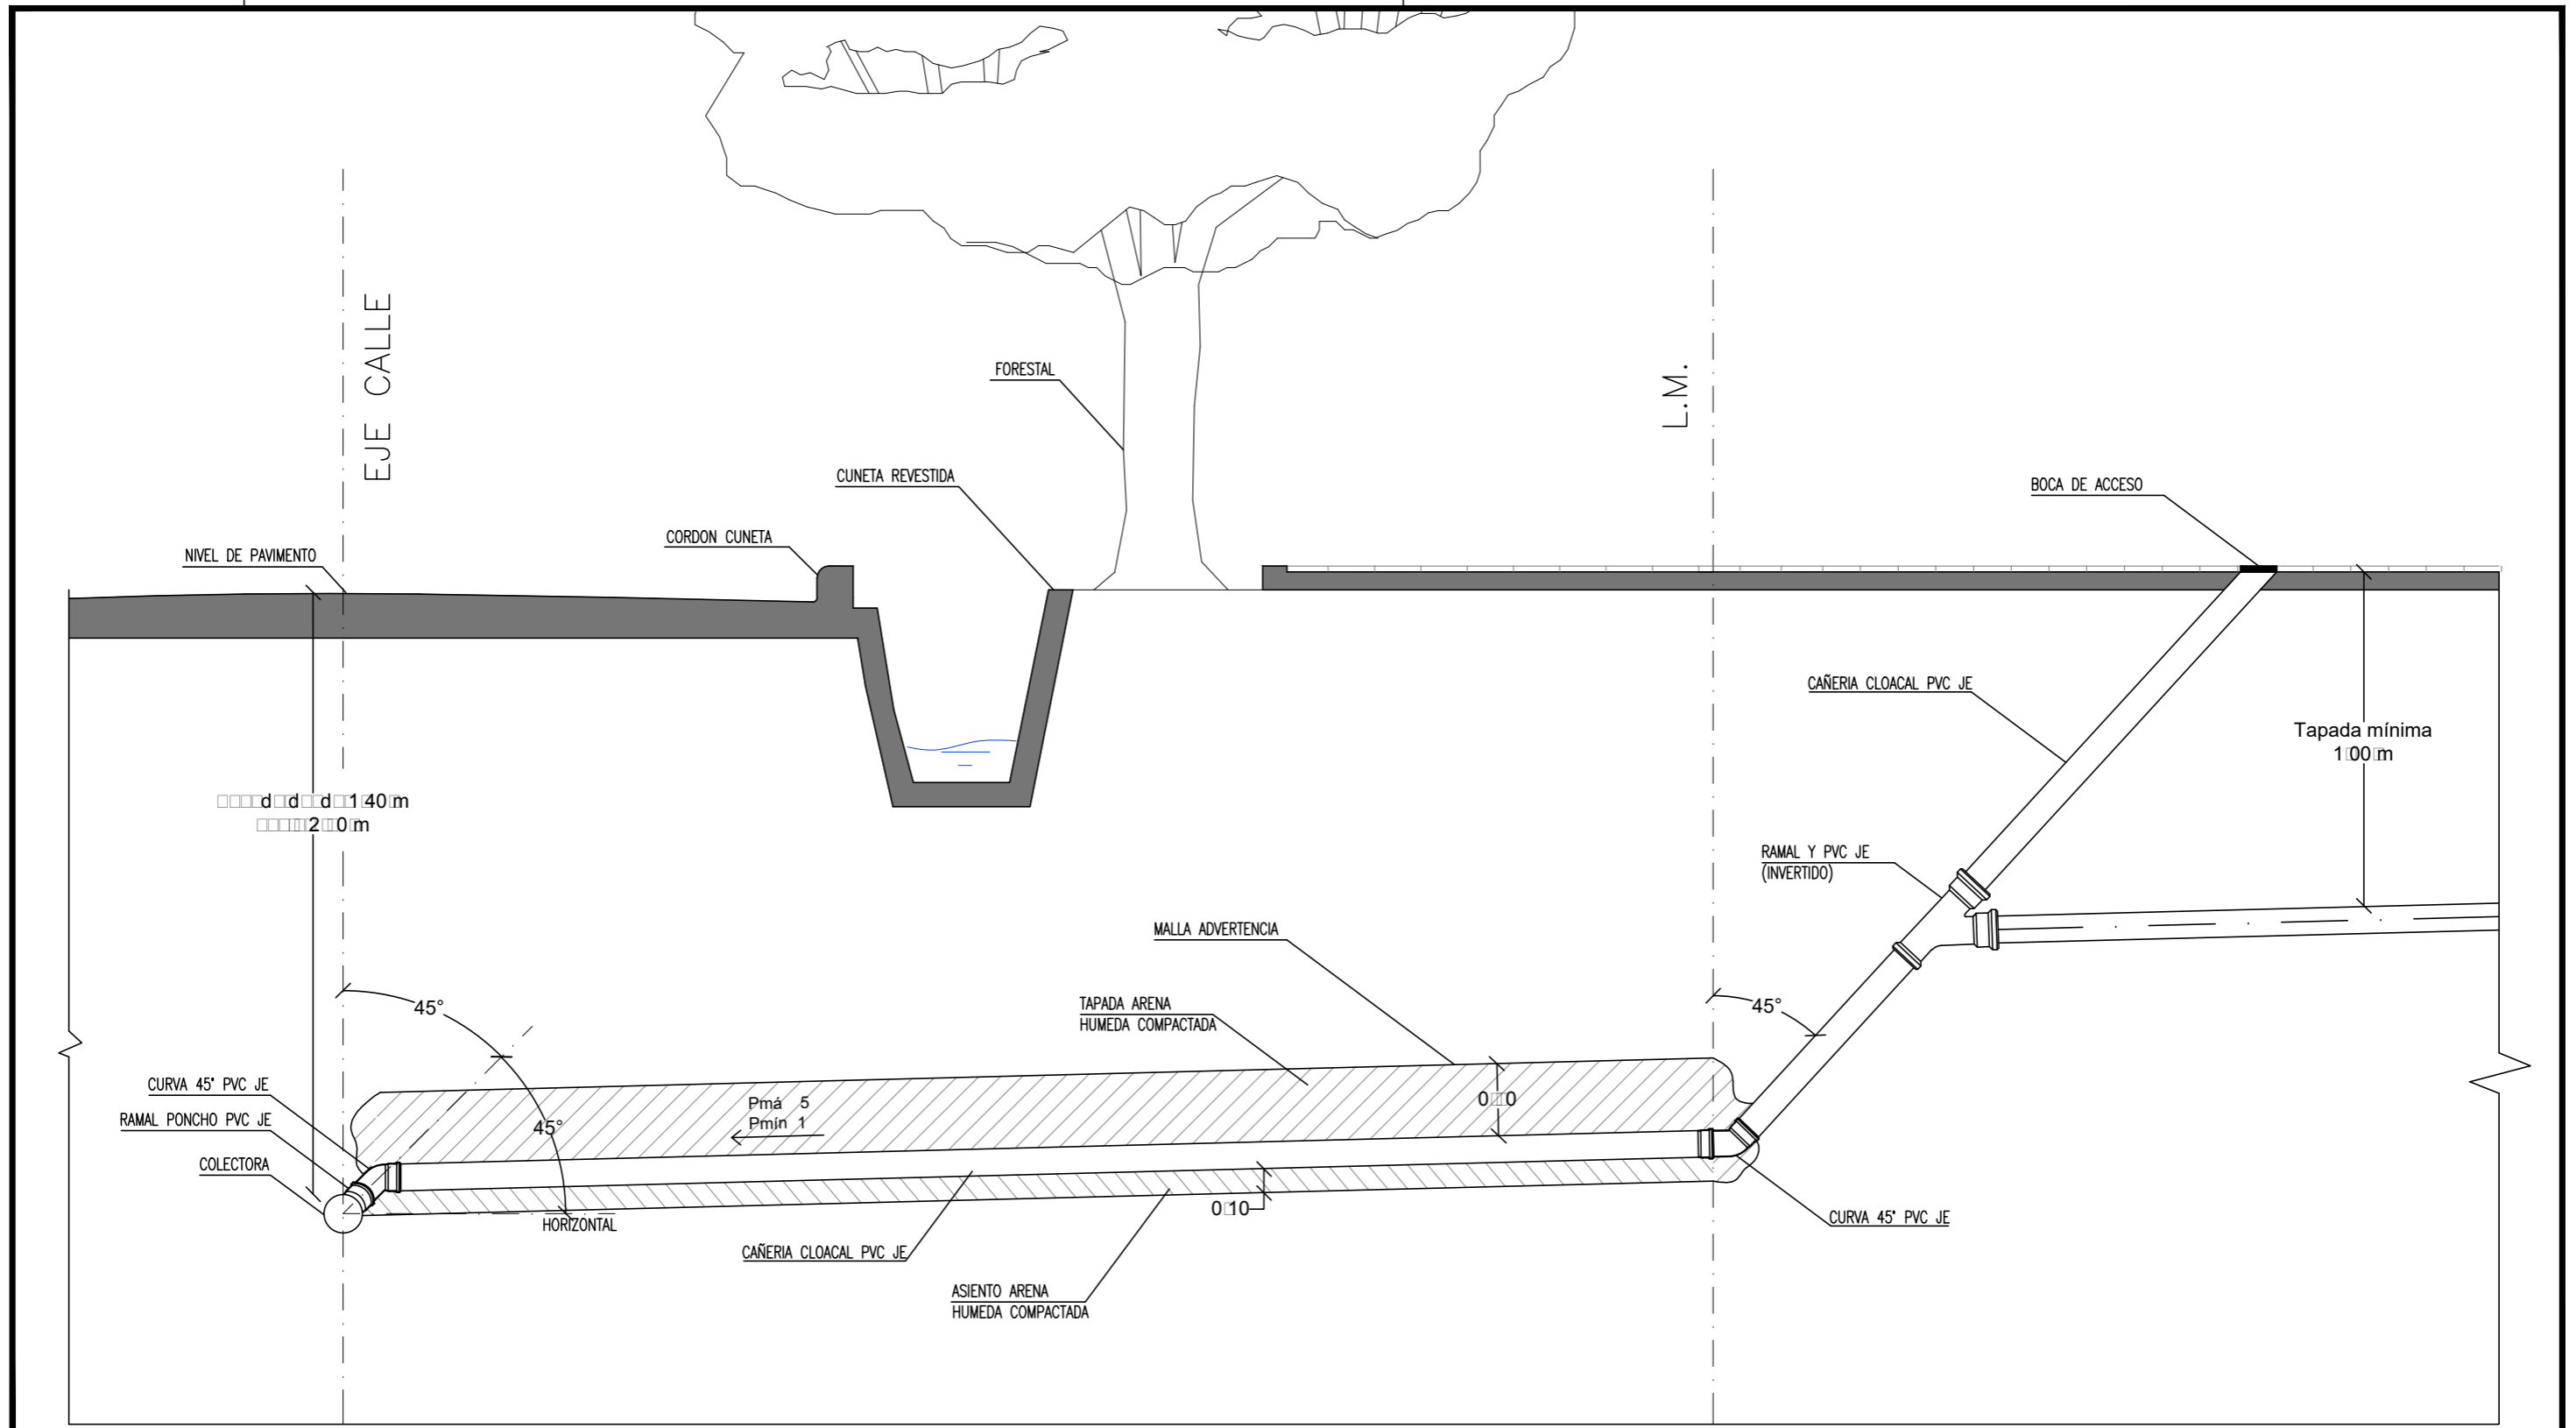 EJE CALLE
L.M.
FORESTAL
CUNETA REVESTIDA
BOCA DE ACCESO
CORDON CUNETA
NIVEL DE PAVIMENTO
CAÑERIA CLOACAL PVC JE
Tapada mínima
RAMAL Y PVC JE
(INVERTIDO)
MALLA ADVERTENCIA
TAPADA ARENA
HUMEDA COMPACTADA
45°
45°
CURVA 45° PVC JE
RAMAL PONCHO PVC JE
COLECTORA
45°
5
Pmín 1
HORIZONTAL
CURVA 45° PVC JE
CAÑERIA CLOACAL PVC JE
ASIENTO ARENA
HUMEDA COMPACTADA